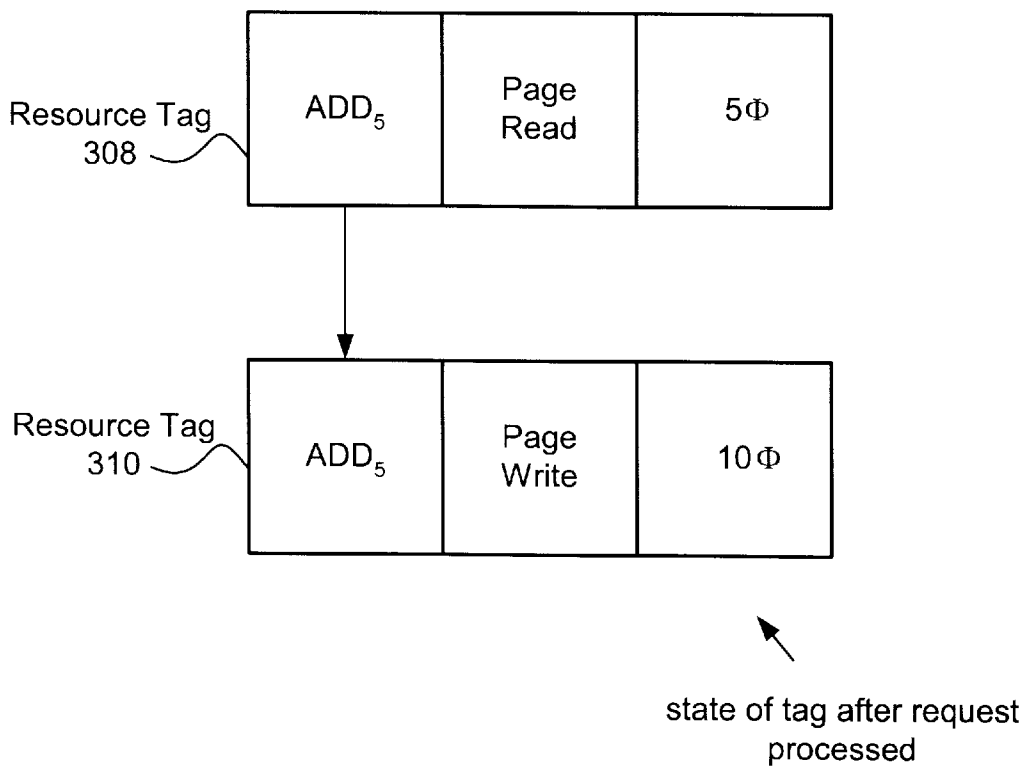 Resource Tag
308
ADD₅
Page
Read
5Φ
Resource Tag
310
ADD₅
Page
Write
10Φ
state of tag after request
processed